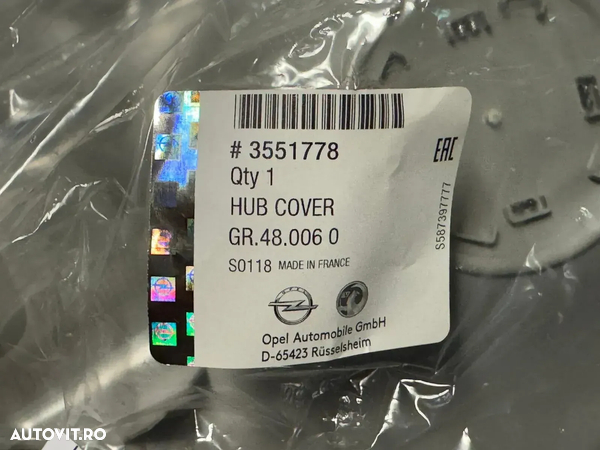 # 3551778
Qty 1
HUB COVER
GR.48.006 0
S0118 MADE IN FRANCE
Opel Automobile GmbH
D-65423 Rüsselsheim
EAC
S587397777
AUTOVIT.RO